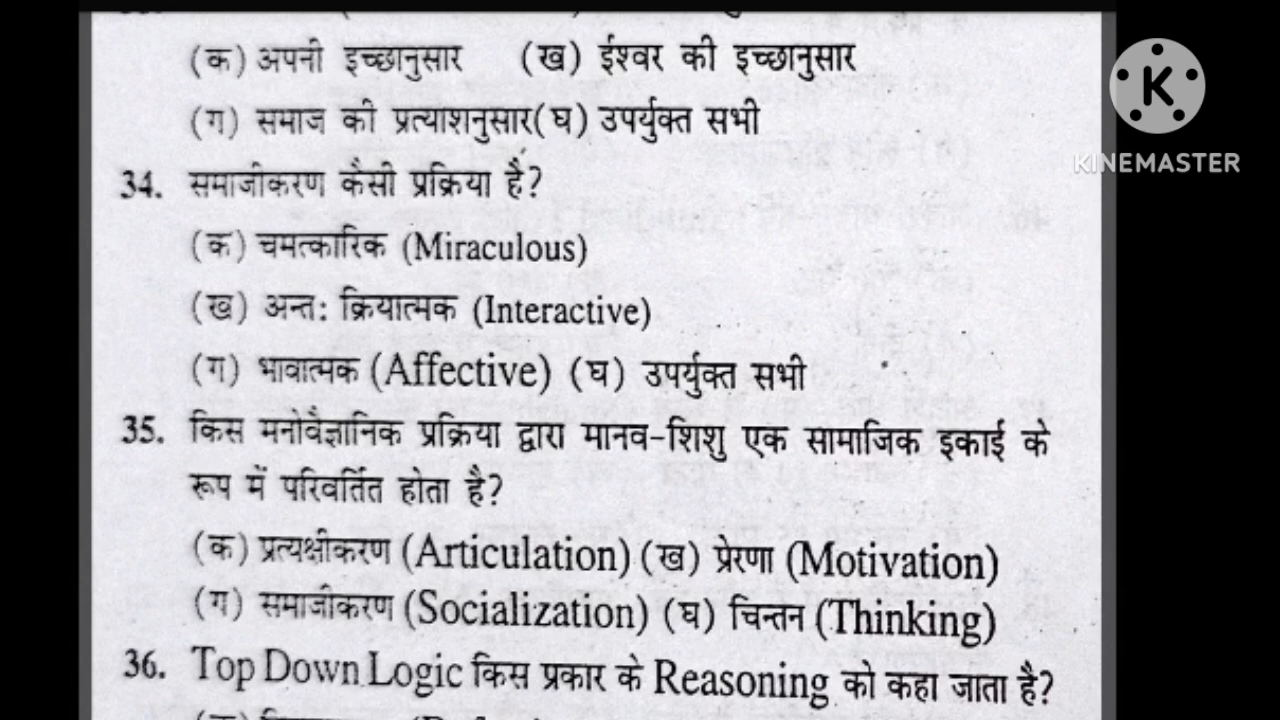 (क) अपनी इच्छानुसार (ख) ईश्वर की इच्छानुसार
(ग) समाज की प्रत्याशनुसार(घ) उपर्युक्त सभी
34. समाजीकरण कैसी प्रक्रिया है?
(क) चमत्कारिक (Miraculous)
(ख) अन्त: क्रियात्मक (Interactive)
(ग) भावात्मक (Affective) (घ) उपर्युक्त सभी
35. किस मनोवैज्ञानिक प्रक्रिया द्वारा मानव-शिशु एक सामाजिक इकाई के
रूप में परिवर्तित होता है?
(क) प्रत्यक्षीकरण (Articulation) (ख) प्रेरणा (Motivation)
(ग) समाजीकरण (Socialization) (घ) चिन्तन (Thinking)
36. Top Down Logic किस प्रकार के Reasoning को कहा जाता है?
K
KINEMASTER